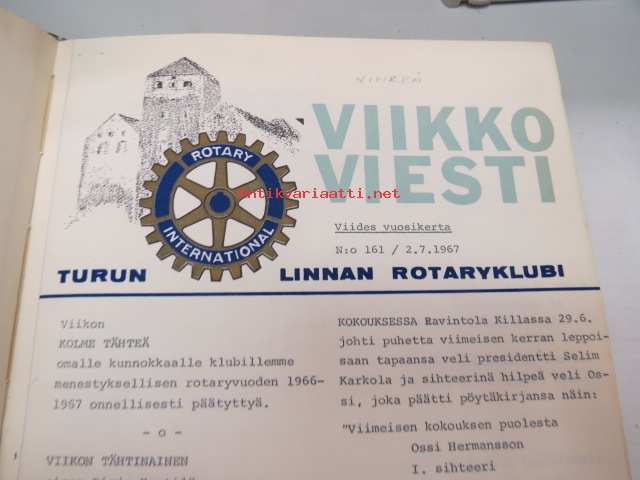 VIIKKO
VIESTI
ROTARY
INTERNATIONAL
Antikvariaatti.net
Viides vuosikerta
N:o 161 / 2.7.1967
TURUN LINNAN ROTARYKLUBI
Viikon
KOLME TÄHTEÄ
omalle kunnokkaalle klubillemme
menestyksellisen rotaryvuoden 1966-
1967 onnellisesti päätyttyä.
- o -
VIIKON TÄHTINAINEN
KOKOUKSESSA Ravintola Killassa 29.6.
johti puhetta viimeisen kerran leppoi-
saan tapaansa veli presidentti Selim
Karkola ja sihteerinä hilpeä veli Os-
si, joka päätti pöytäkirjansa näin:
"Viimeisen kokouksen puolesta
Ossi Hermansson
I. sihteeri